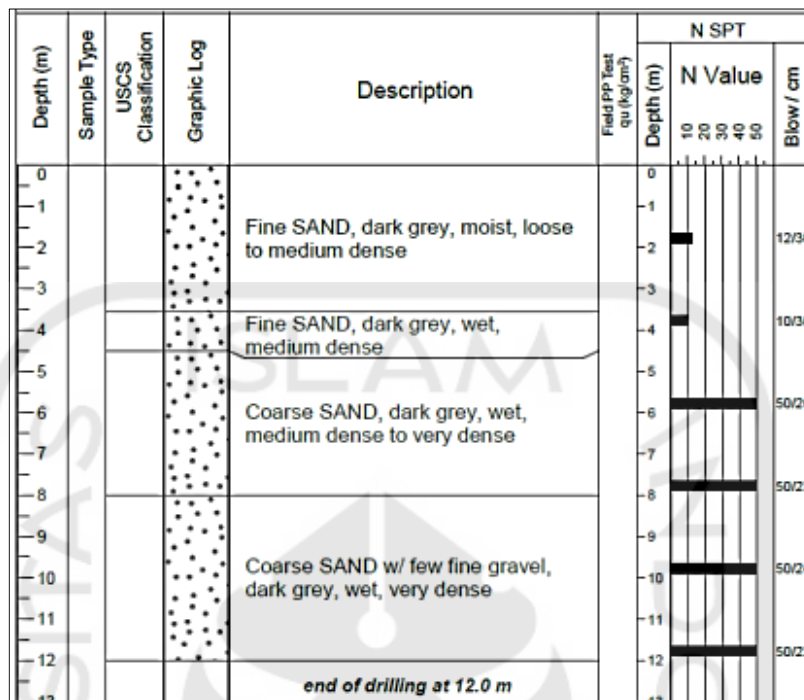 N SPT
Depth (m)
Sample Type
USCS
Classification
Graphic Log
Description
Field PP Test
qu (kg/cm²)
Depth (m)
N Value
10 20 30 40 50
Blow / cm
0 0
1 1
Fine SAND, dark grey, moist, loose
to medium dense
2 2
3 3
Fine SAND, dark grey, wet,
medium dense
4 4
5 5
Coarse SAND, dark grey, wet,
medium dense to very dense
6 6
7 7
8 8
9 9
Coarse SAND w/ few fine gravel,
dark grey, wet, very dense
10 10
11 11
12 12
end of drilling at 12.0 m
ISLAM